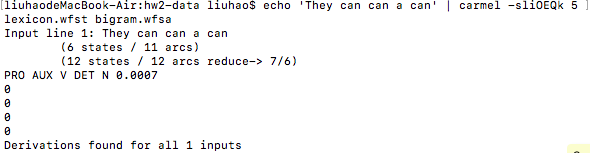 [liuhaodeMacBook-Air:hw2-data liuhao$ echo 'They can can a can' | carmel -sliOEQk 5 ]
lexicon.wfst bigram.wfsa
Input line 1: They can can a can
(6 states / 11 arcs)
(12 states / 12 arcs reduce-> 7/6)
PRO AUX V DET N 0.0007
0
0
0
0
Derivations found for all 1 inputs